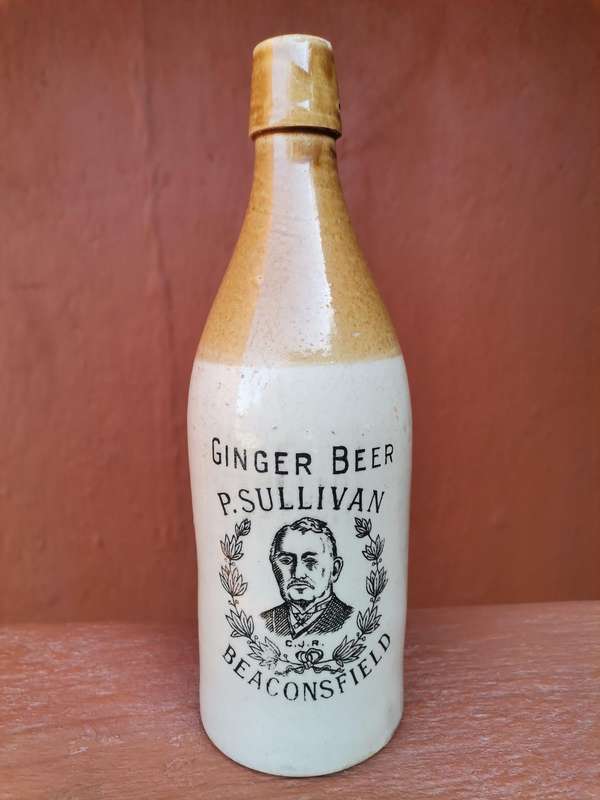 GINGER BEER
P. SULLIVAN
C.J.R.
BEACONSFIELD